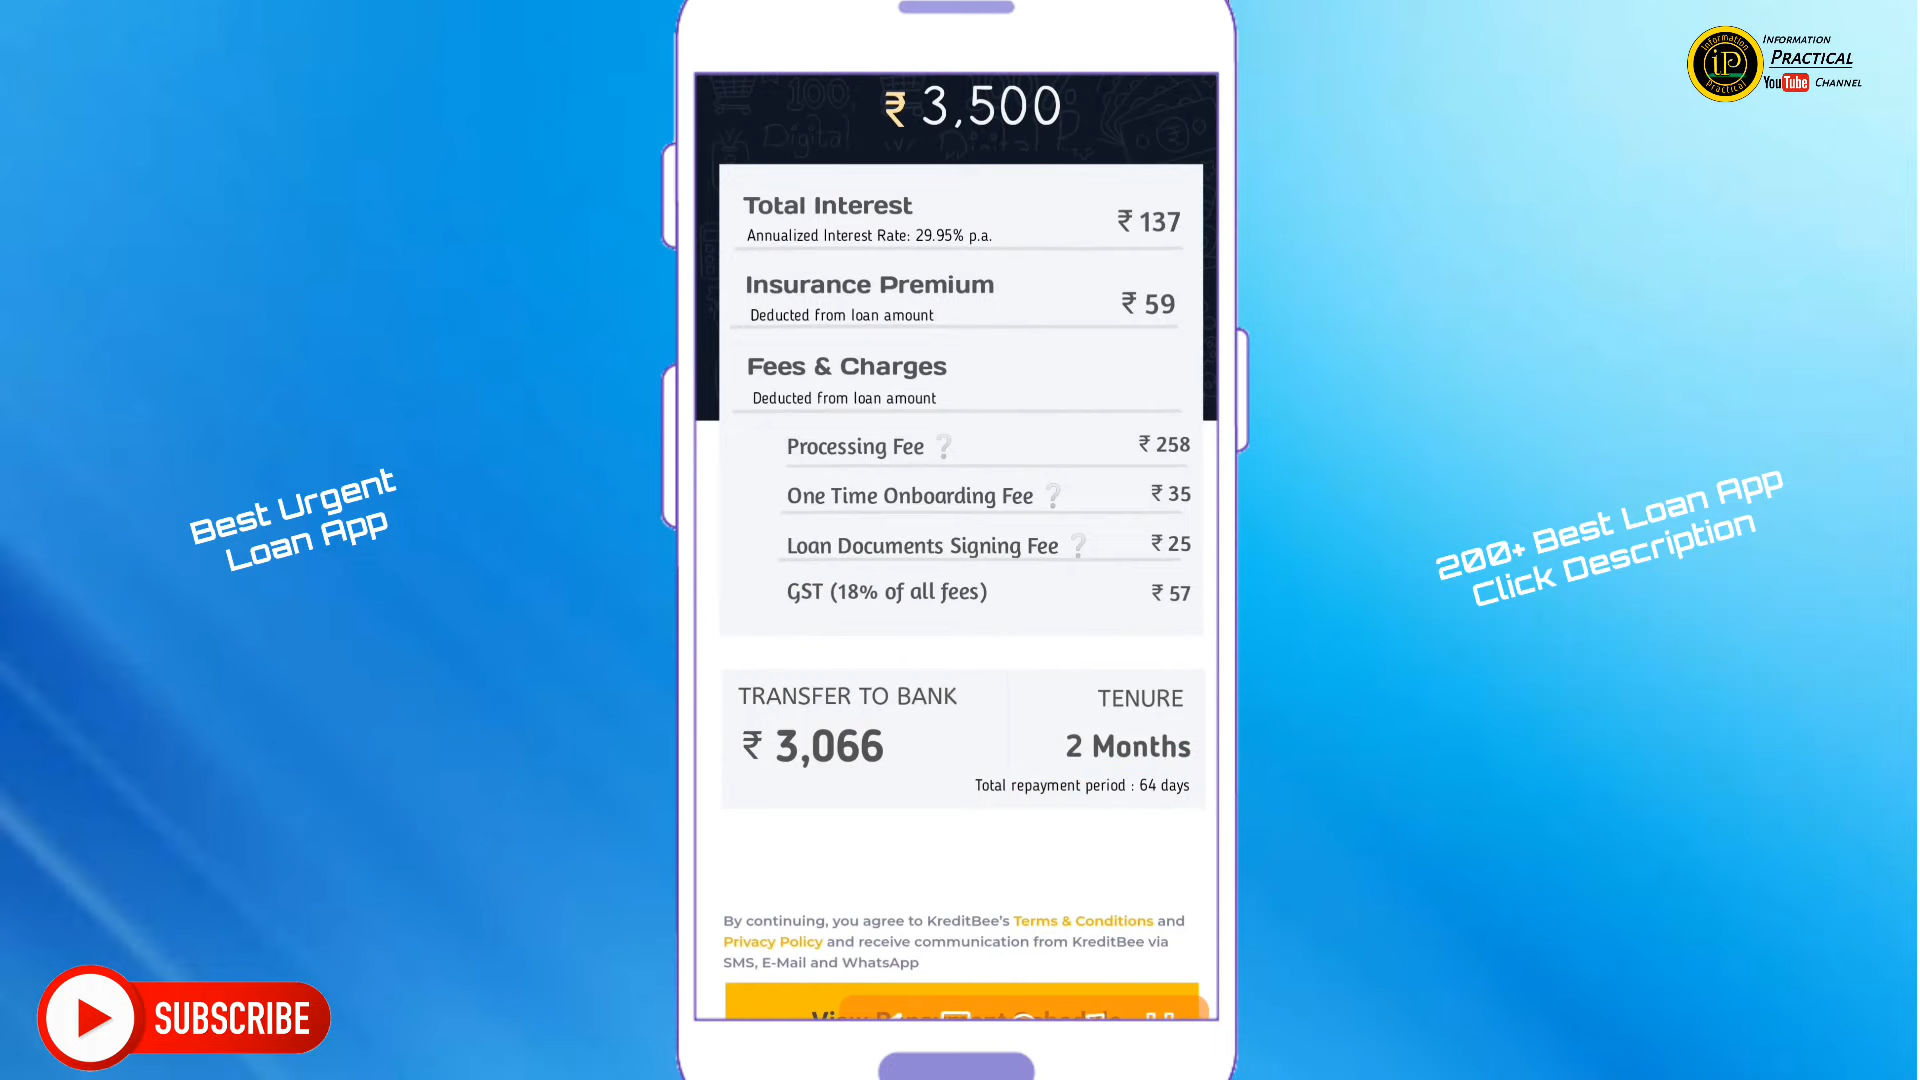 INFORMATION
PRACTICAL
YouTube CHANNEL
Information
iP
Practical
₹ 3,500
Total Interest
₹ 137
Annualized Interest Rate: 29.95% p.a.
Insurance Premium
₹ 59
Deducted from loan amount
Fees & Charges
Deducted from loan amount
Processing Fee ?
₹ 258
One Time Onboarding Fee ?
₹ 35
Loan Documents Signing Fee ?
₹ 25
GST (18% of all fees)
₹ 57
TRANSFER TO BANK
TENURE
₹ 3,066
2 Months
Total repayment period : 64 days
By continuing, you agree to KreditBee's Terms & Conditions and
Privacy Policy and receive communication from KreditBee via
SMS, E-Mail and WhatsApp
Best Urgent
Loan App
200+ Best Loan App
Click Description
SUBSCRIBE